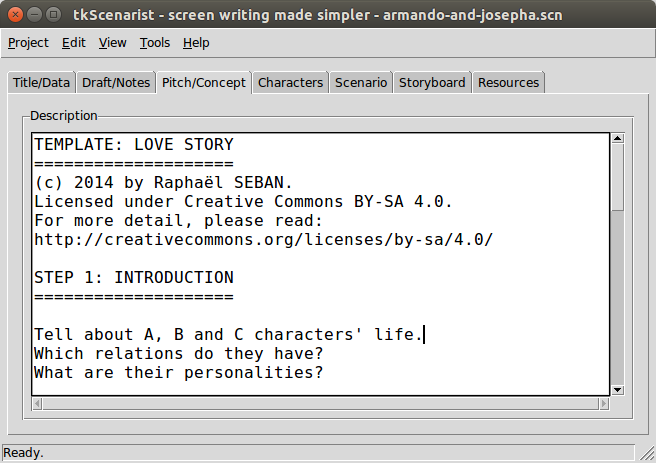 tkScenarist - screen writing made simpler - armando-and-josepha.scn
Project Edit View Tools Help
Title/Data Draft/Notes Pitch/Concept Characters Scenario Storyboard Resources
Description
TEMPLATE: LOVE STORY
====================
(c) 2014 by Raphaël SEBAN.
Licensed under Creative Commons BY-SA 4.0.
For more detail, please read:
http://creativecommons.org/licenses/by-sa/4.0/
STEP 1: INTRODUCTION
====================
Tell about A, B and C characters' life.
Which relations do they have?
What are their personalities?
Ready.